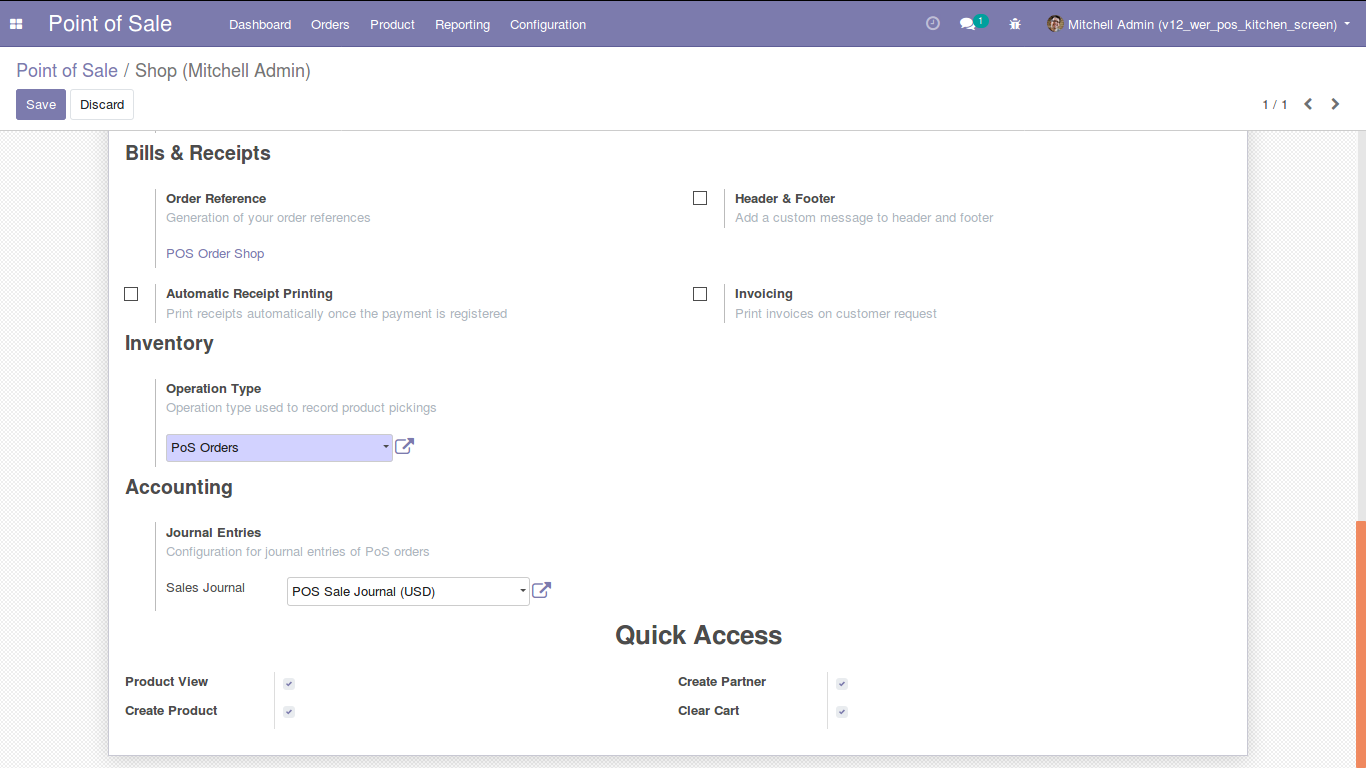 Point of Sale Dashboard Orders Product Reporting Configuration 1 Mitchell Admin (v12_wer_pos_kitchen_screen)
Point of Sale / Shop (Mitchell Admin)
Save Discard 1 / 1
Bills & Receipts
Order Reference
Generation of your order references
POS Order Shop
Header & Footer
Add a custom message to header and footer
Automatic Receipt Printing
Print receipts automatically once the payment is registered
Invoicing
Print invoices on customer request
Inventory
Operation Type
Operation type used to record product pickings
PoS Orders
Accounting
Journal Entries
Configuration for journal entries of PoS orders
Sales Journal POS Sale Journal (USD)
Quick Access
Product View Create Partner
Create Product Clear Cart